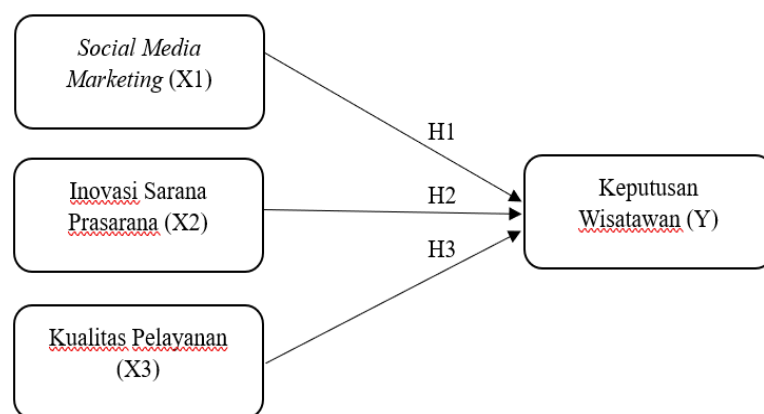 Social Media
Marketing (X1)
H1
Inovasi Sarana
Prasarana (X2)
H2
Keputusan
Wisatawan (Y)
H3
Kualitas Pelayanan
(X3)